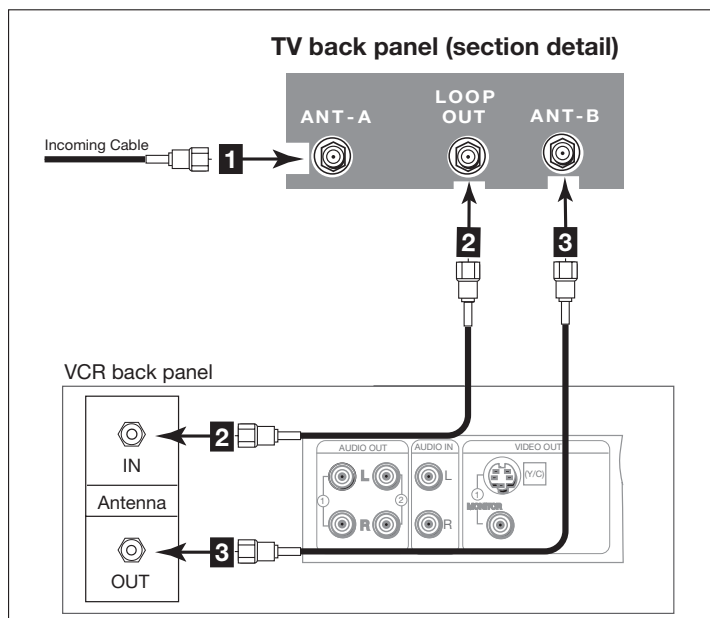 TV back panel (section detail)
ANT-A
LOOP
OUT
ANT-B
Incoming Cable
1
2
3
VCR back panel
2
IN
Antenna
3
OUT
AUDIO OUT
AUDIO IN
VIDEO OUT
L
L
(Y/C)
1
2
1
MONITOR
R
R